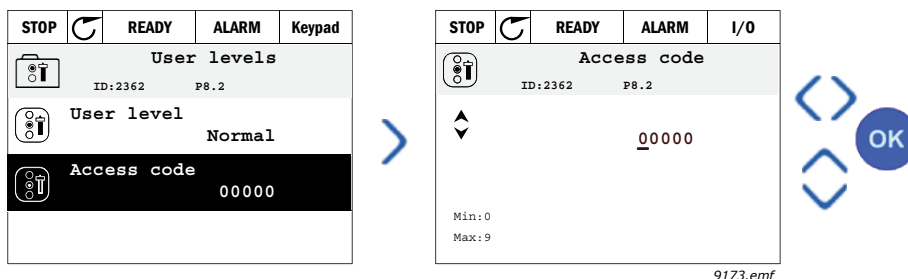 STOP READY ALARM Keypad
User levels
ID:2362 P8.2
User level
Normal
Access code
00000
STOP READY ALARM I/O
Access code
ID:2362 P8.2
00000
Min:0
Max:9
OK
9173.emf